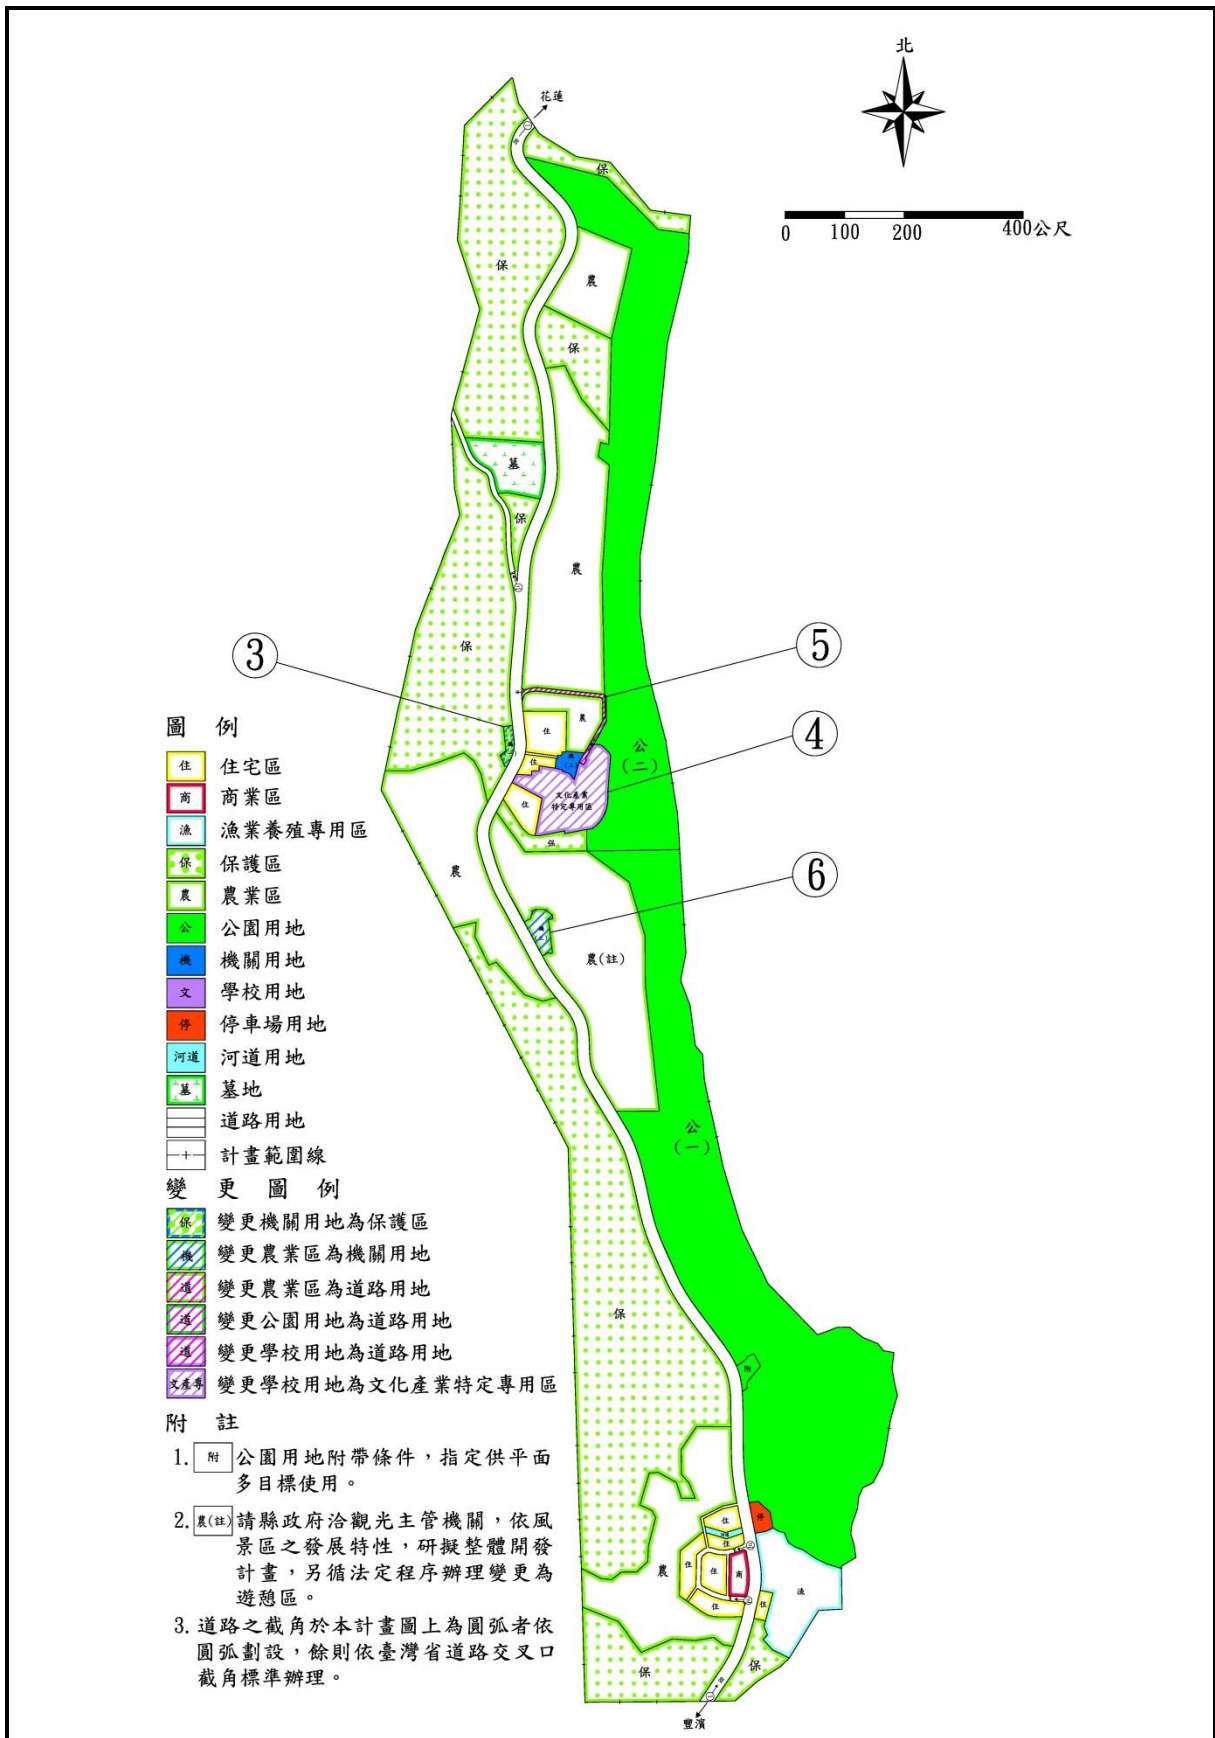 北
花蓮
0 100 200 400公尺
保
保
農
保
墓
保
農
保
③
⑤
④
公
(二)
住
農
機
(二)
住
文化產業
特定專用區
住
保
農
⑥
農(註)
公
(一)
保
附
住
停
住
住
住
商
農
漁
住
住
保
保
豐濱
圖例
住 住宅區
商 商業區
漁 漁業養殖專用區
保 保護區
農 農業區
公 公園用地
機 機關用地
文 學校用地
停 停車場用地
河道 河道用地
墓 墓地
道路用地
計畫範圍線
變更圖例
保 變更機關用地為保護區
機 變更農業區為機關用地
道 變更農業區為道路用地
道 變更公園用地為道路用地
道 變更學校用地為道路用地
文產專 變更學校用地為文化產業特定專用區
附註
1. 附 公園用地附帶條件，指定供平面
多目標使用。
2. 農(註) 請縣政府洽觀光主管機關，依風
景區之發展特性，研擬整體開發
計畫，另循法定程序辦理變更為
遊憩區。
3. 道路之截角於本計畫圖上為圓弧者依
圓弧劃設，餘則依臺灣省道路交叉口
截角標準辦理。